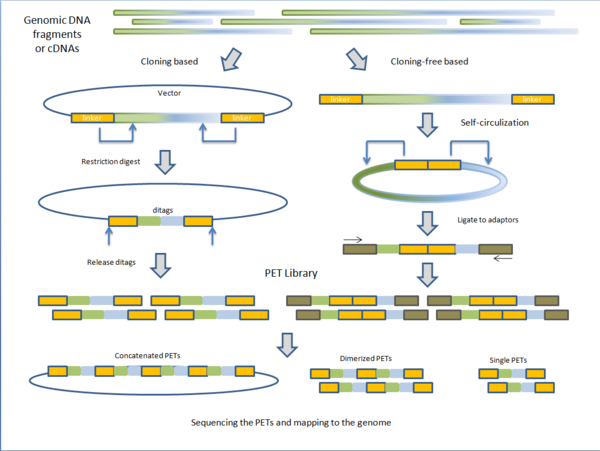 Genomic DNA
fragments
or cDNAs
Cloning based
Cloning-free based
Vector
linker
linker
linker
linker
Self-circulization
Restriction digest
ditags
Ligate to adaptors
Release ditags
PET Library
Concatenated PETs
Dimerized PETs
Single PETs
Sequencing the PETs and mapping to the genome